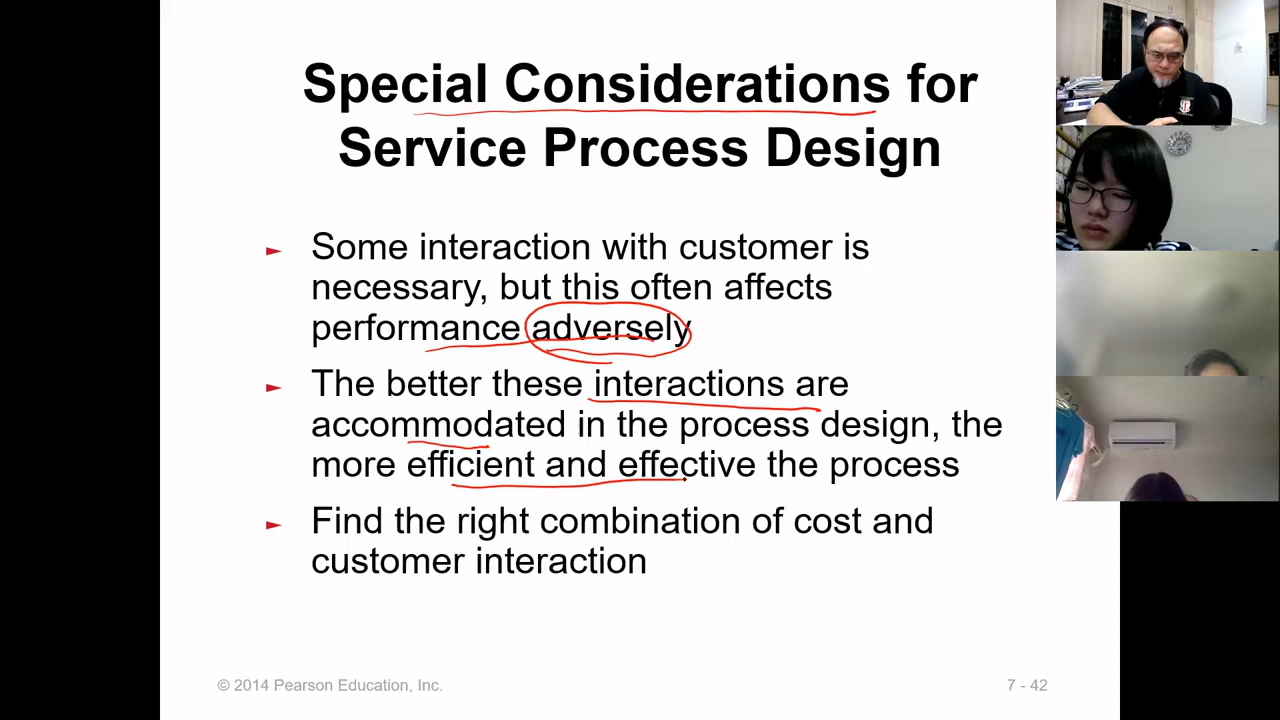 Special Considerations for
Service Process Design
► Some interaction with customer is
necessary, but this often affects
performance adversely
► The better these interactions are
accommodated in the process design, the
more efficient and effective the process
► Find the right combination of cost and
customer interaction
© 2014 Pearson Education, Inc.
7 - 42